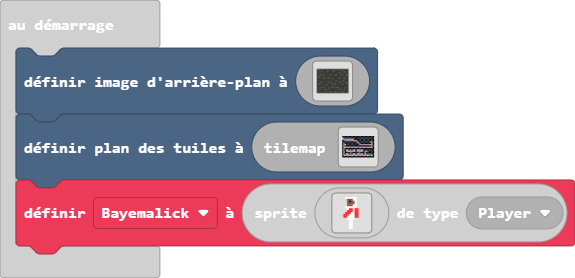 au démarrage
définir image d'arrière-plan à
définir plan des tuiles à tilemap
définir Bayemalick à sprite de type Player